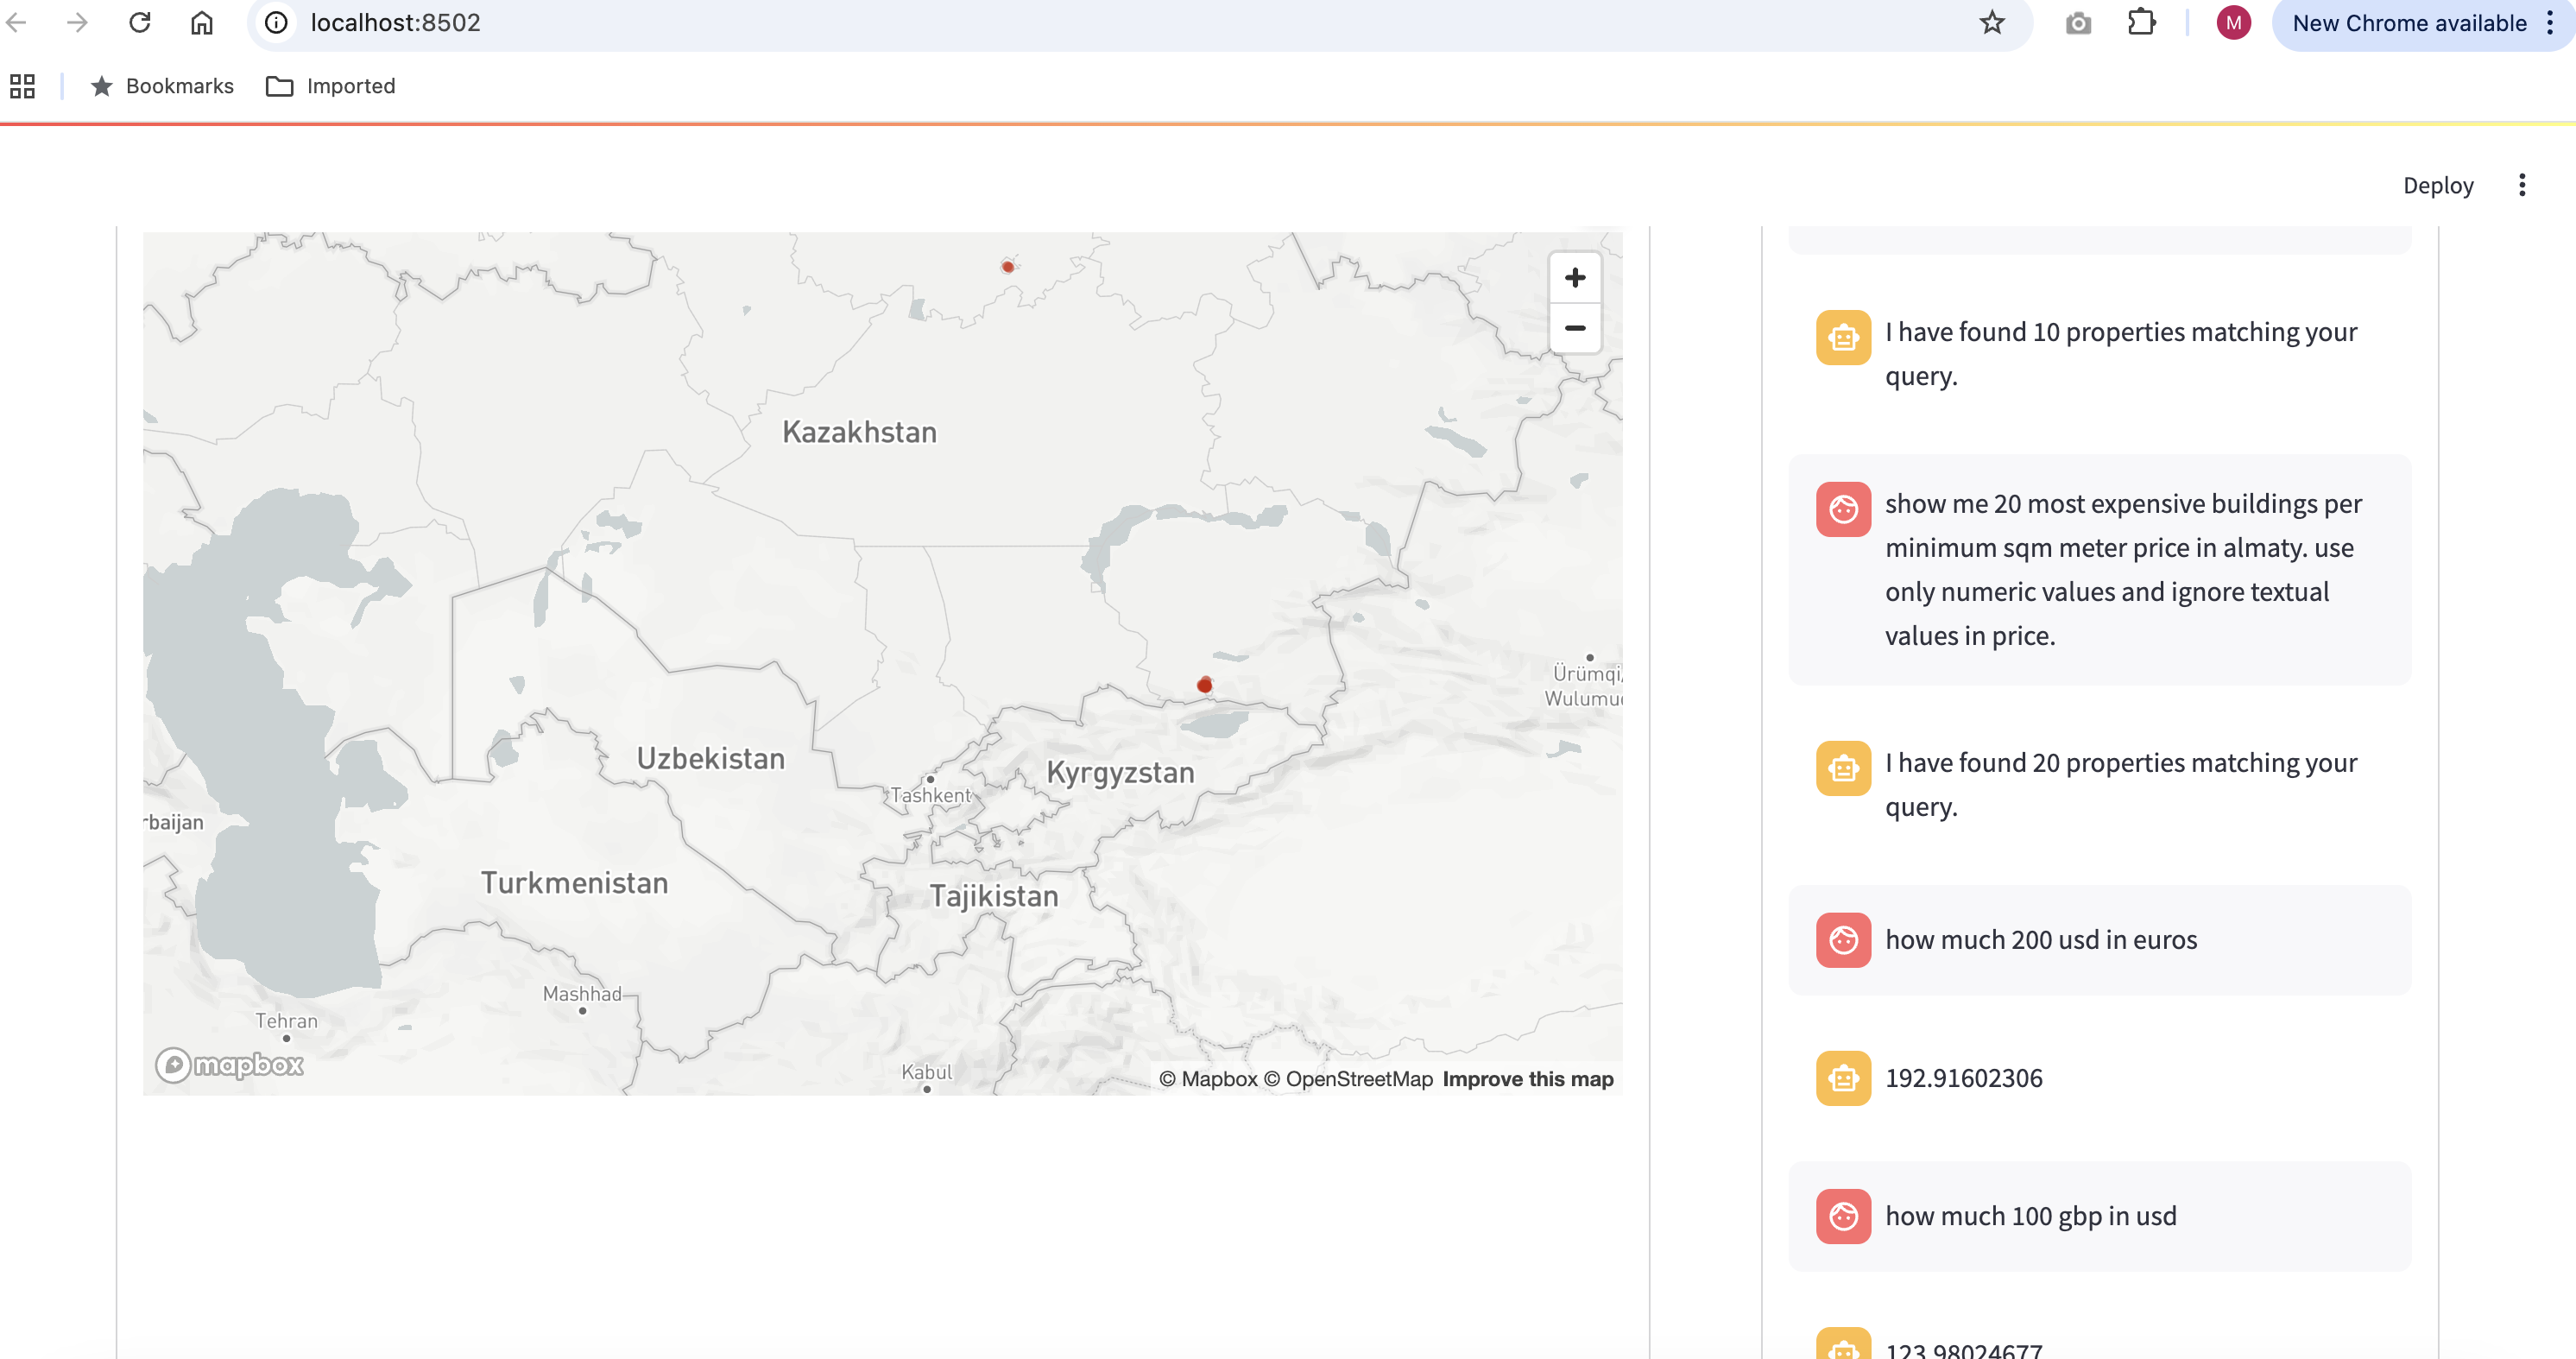 localhost:8502
M
New Chrome available
Bookmarks
Imported
Deploy
Kazakhstan
Ürümqi,
Uzbekistan
Kyrgyzstan
Tashkent
rbaijan
Turkmenistan
Tajikistan
Mashhad
Tehran
Kabul
mapbox
© Mapbox © OpenStreetMap Improve this map
I have found 10 properties matching your
query.
show me 20 most expensive buildings per
minimum sqm meter price in almaty. use
only numeric values and ignore textual
values in price.
I have found 20 properties matching your
query.
how much 200 usd in euros
192.91602306
how much 100 gbp in usd
123.98024677